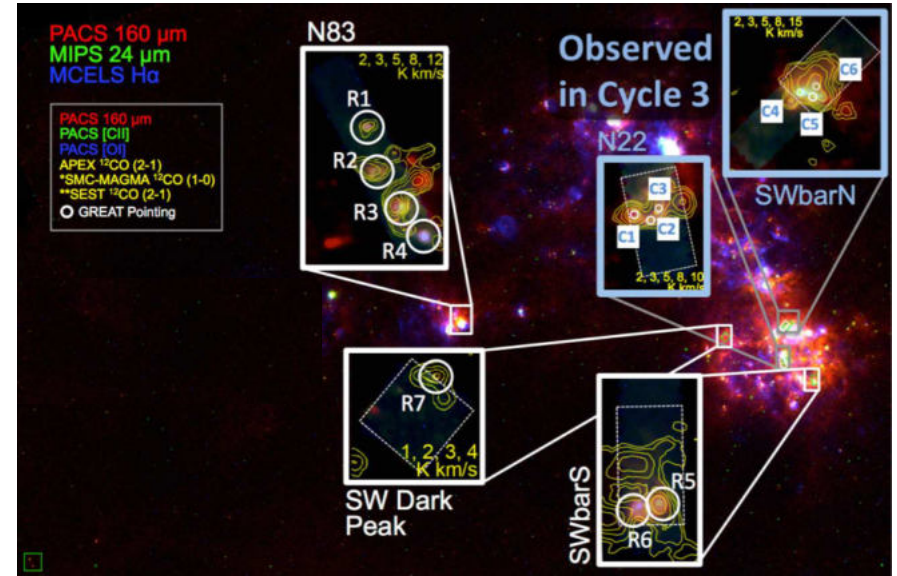 PACS 160 μm
MIPS 24 μm
MCELS Hα
PACS 160 μm
PACS [CII]
PACS [OI]
APEX ¹²CO (2-1)
*SMC-MAGMA ¹²CO (1-0)
**SEST ¹²CO (2-1)
GREAT Pointing
N83
2, 3, 5, 8, 12
K km/s
R1
R2
R3
R4
Observed
in Cycle 3
N22
C3
C1
C2
2, 3, 5, 8, 10
K km/s
2, 3, 5, 8, 15
K km/s
C6
C4
C5
SWbarN
R7
1, 2, 3, 4
K km/s
SW Dark
Peak
SWbarS
R5
R6